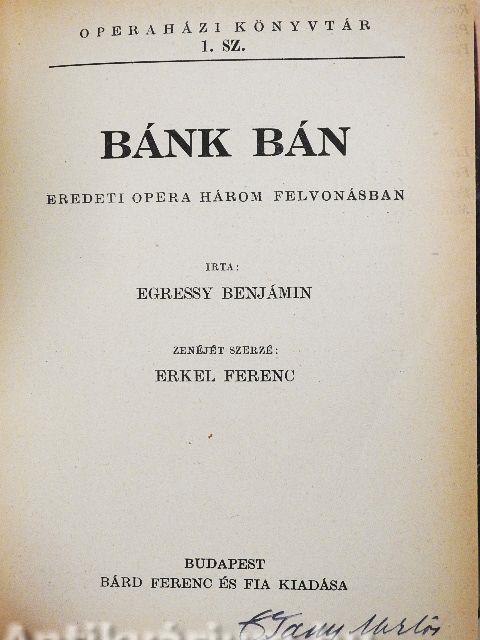 OPERAHÁZI KÖNYVTÁR
1. SZ.
BÁNK BÁN
EREDETI OPERA HÁROM FELVONÁSBAN
IRTA:
EGRESSY BENJÁMIN
ZENÉJÉT SZERZÉ:
ERKEL FERENC
BUDAPEST
BÁRD FERENC ÉS FIA KIADÁSA